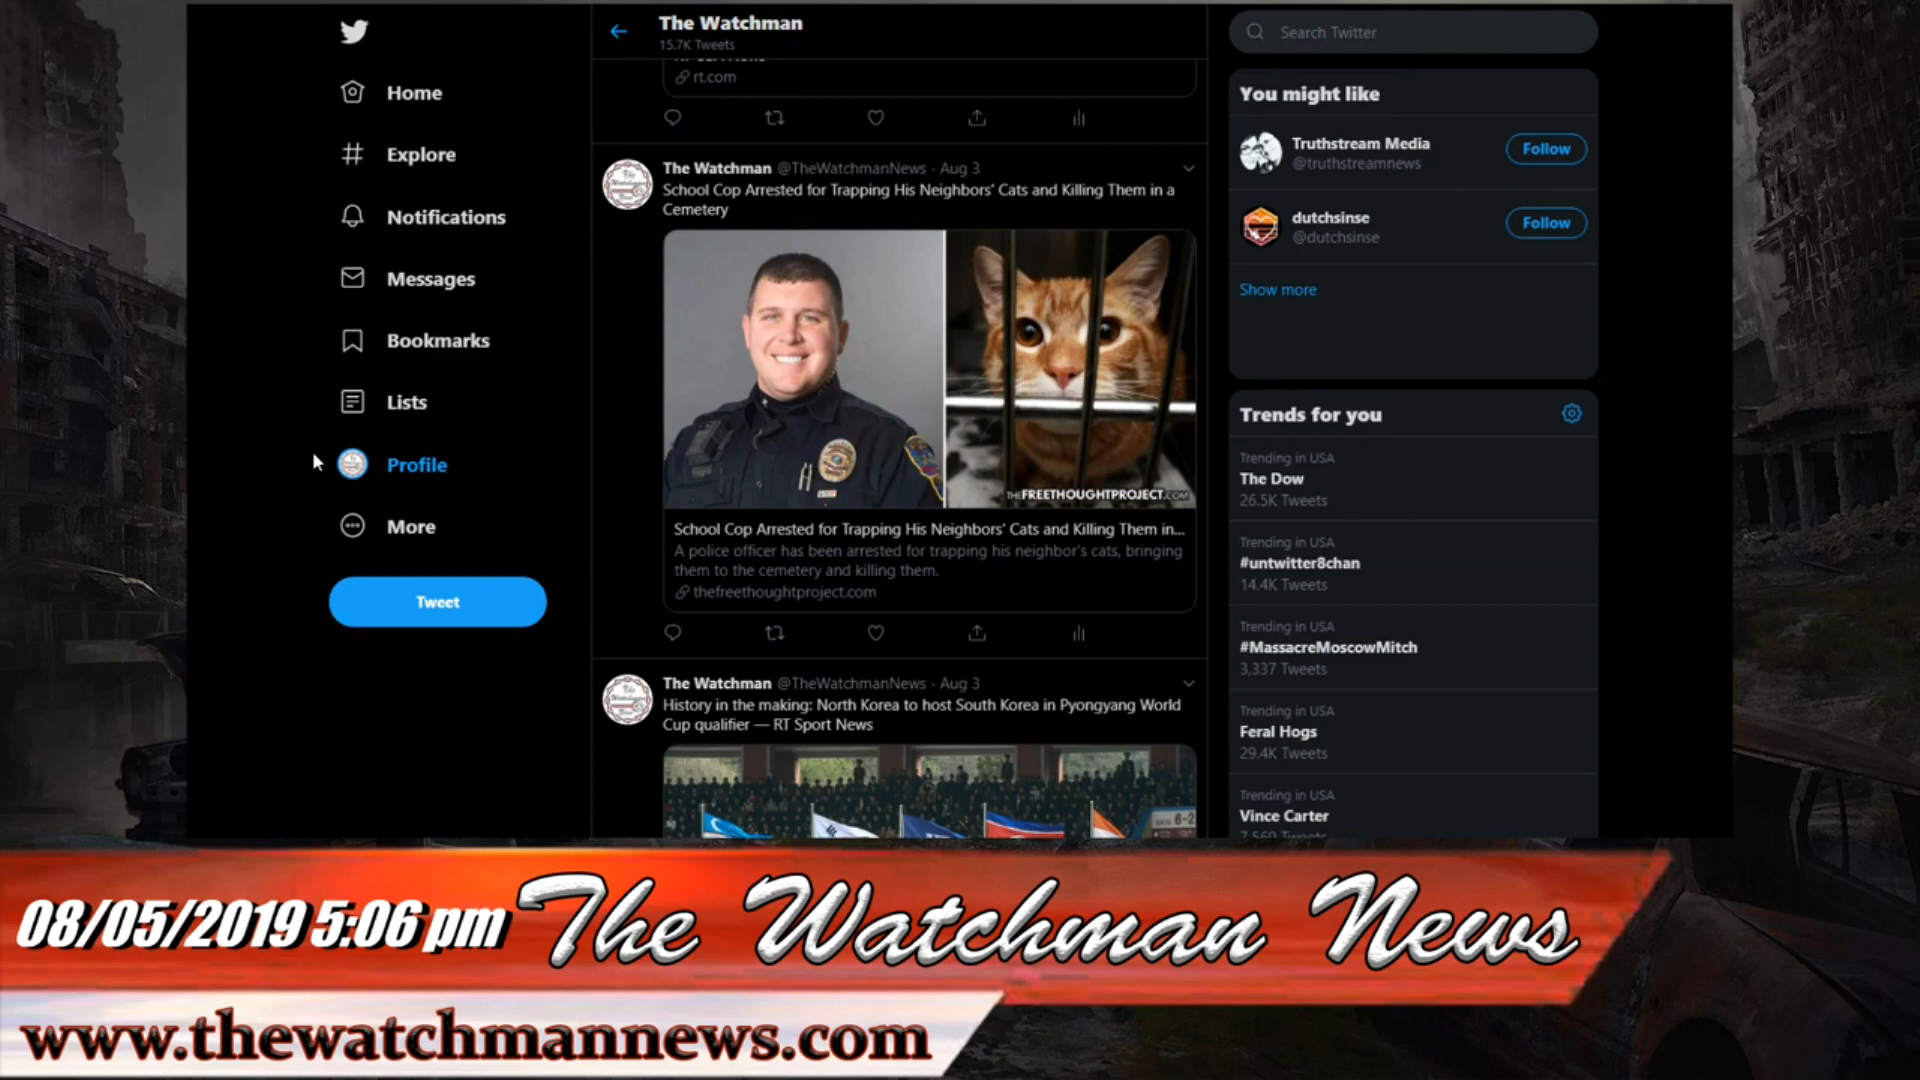 Home
Explore
Notifications
Messages
Bookmarks
Lists
Profile
More
Tweet
The Watchman
15.7K Tweets
rt.com
The Watchman @TheWatchmanNews · Aug 3
School Cop Arrested for Trapping His Neighbors' Cats and Killing Them in a
Cemetery
THEFREETHOUGHTPROJECT.COM
School Cop Arrested for Trapping His Neighbors' Cats and Killing Them in...
A police officer has been arrested for trapping his neighbor's cats, bringing
them to the cemetery and killing them.
thefreethoughtproject.com
The Watchman @TheWatchmanNews · Aug 3
History in the making: North Korea to host South Korea in Pyongyang World
Cup qualifier — RT Sport News
6-2
Search Twitter
You might like
Truthstream Media
@truthstreamnews
Follow
dutchsinse
@dutchsinse
Follow
Show more
Trends for you
Trending in USA
The Dow
26.5K Tweets
Trending in USA
#untwitter8chan
14.4K Tweets
Trending in USA
#MassacreMoscowMitch
3,337 Tweets
Trending in USA
Feral Hogs
29.4K Tweets
Trending in USA
Vince Carter
7,569 Tweets
08/05/2019 5:06 pm
The Watchman News
www.thewatchmannews.com